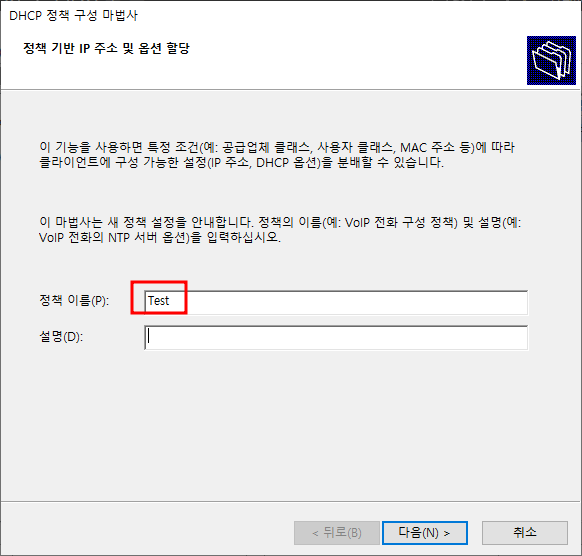 DHCP 정책 구성 마법사
정책 기반 IP 주소 및 옵션 할당
이 기능을 사용하면 특정 조건(예: 공급업체 클래스, 사용자 클래스, MAC 주소 등)에 따라
클라이언트에 구성 가능한 설정(IP 주소, DHCP 옵션)을 분배할 수 있습니다.
이 마법사는 새 정책 설정을 안내합니다. 정책의 이름(예: VoIP 전화 구성 정책) 및 설명(예:
VoIP 전화의 NTP 서버 옵션)을 입력하십시오.
정책 이름(P): Test
설명(D):
< 뒤로(B) 다음(N) > 취소